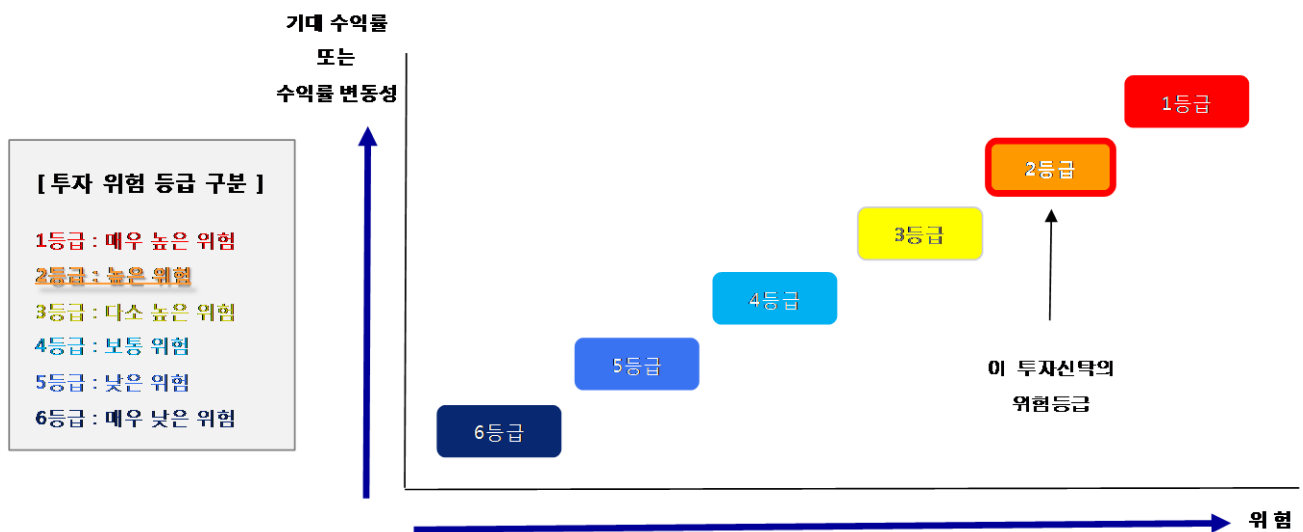 기대 수익률
또는
수익률 변동성
[ 투자 위험 등급 구분 ]
1등급 : 매우 높은 위험
2등급 : 높은 위험
3등급 : 다소 높은 위험
4등급 : 보통 위험
5등급 : 낮은 위험
6등급 : 매우 낮은 위험
1등급
2등급
3등급
4등급
5등급
6등급
이 투자신탁의
위험등급
위 험